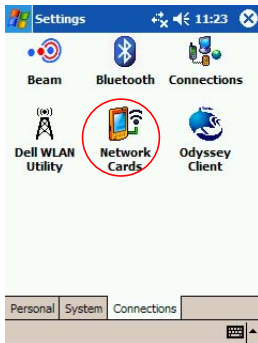 Settings 11:23
Beam Bluetooth Connections
Dell WLAN Network Odyssey
Utility Cards Client
Personal System Connections